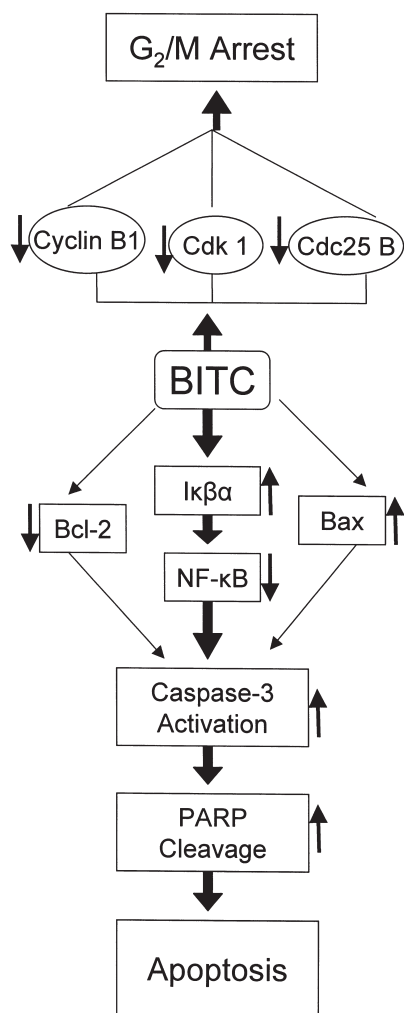 G₂/M Arrest
Cyclin B1
Cdk 1
Cdc25 B
BITC
Iκβα
Bcl-2
Bax
NF-κB
Caspase-3
Activation
PARP
Cleavage
Apoptosis